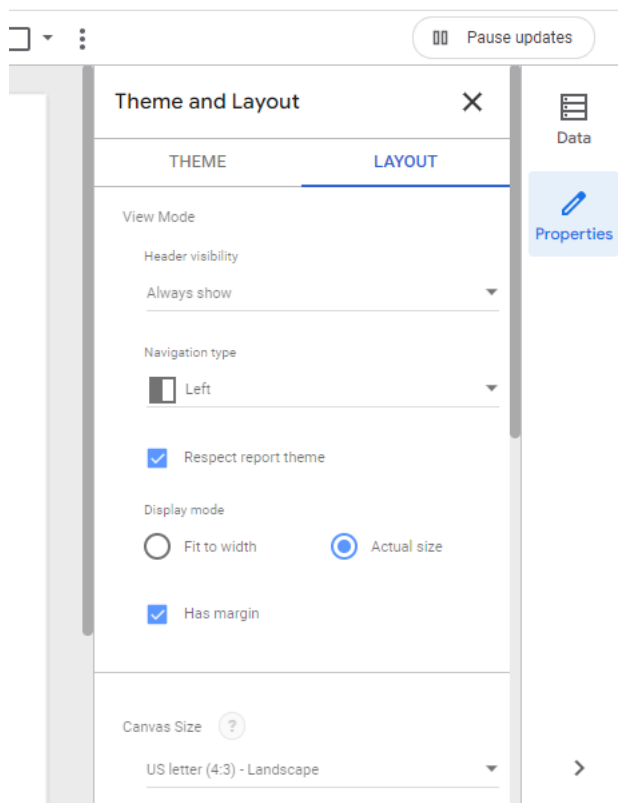 Pause updates
Theme and Layout
Data
THEME LAYOUT
Properties
View Mode
Header visibility
Always show
Navigation type
Left
Respect report theme
Display mode
Fit to width Actual size
Has margin
Canvas Size ?
US letter (4:3) - Landscape